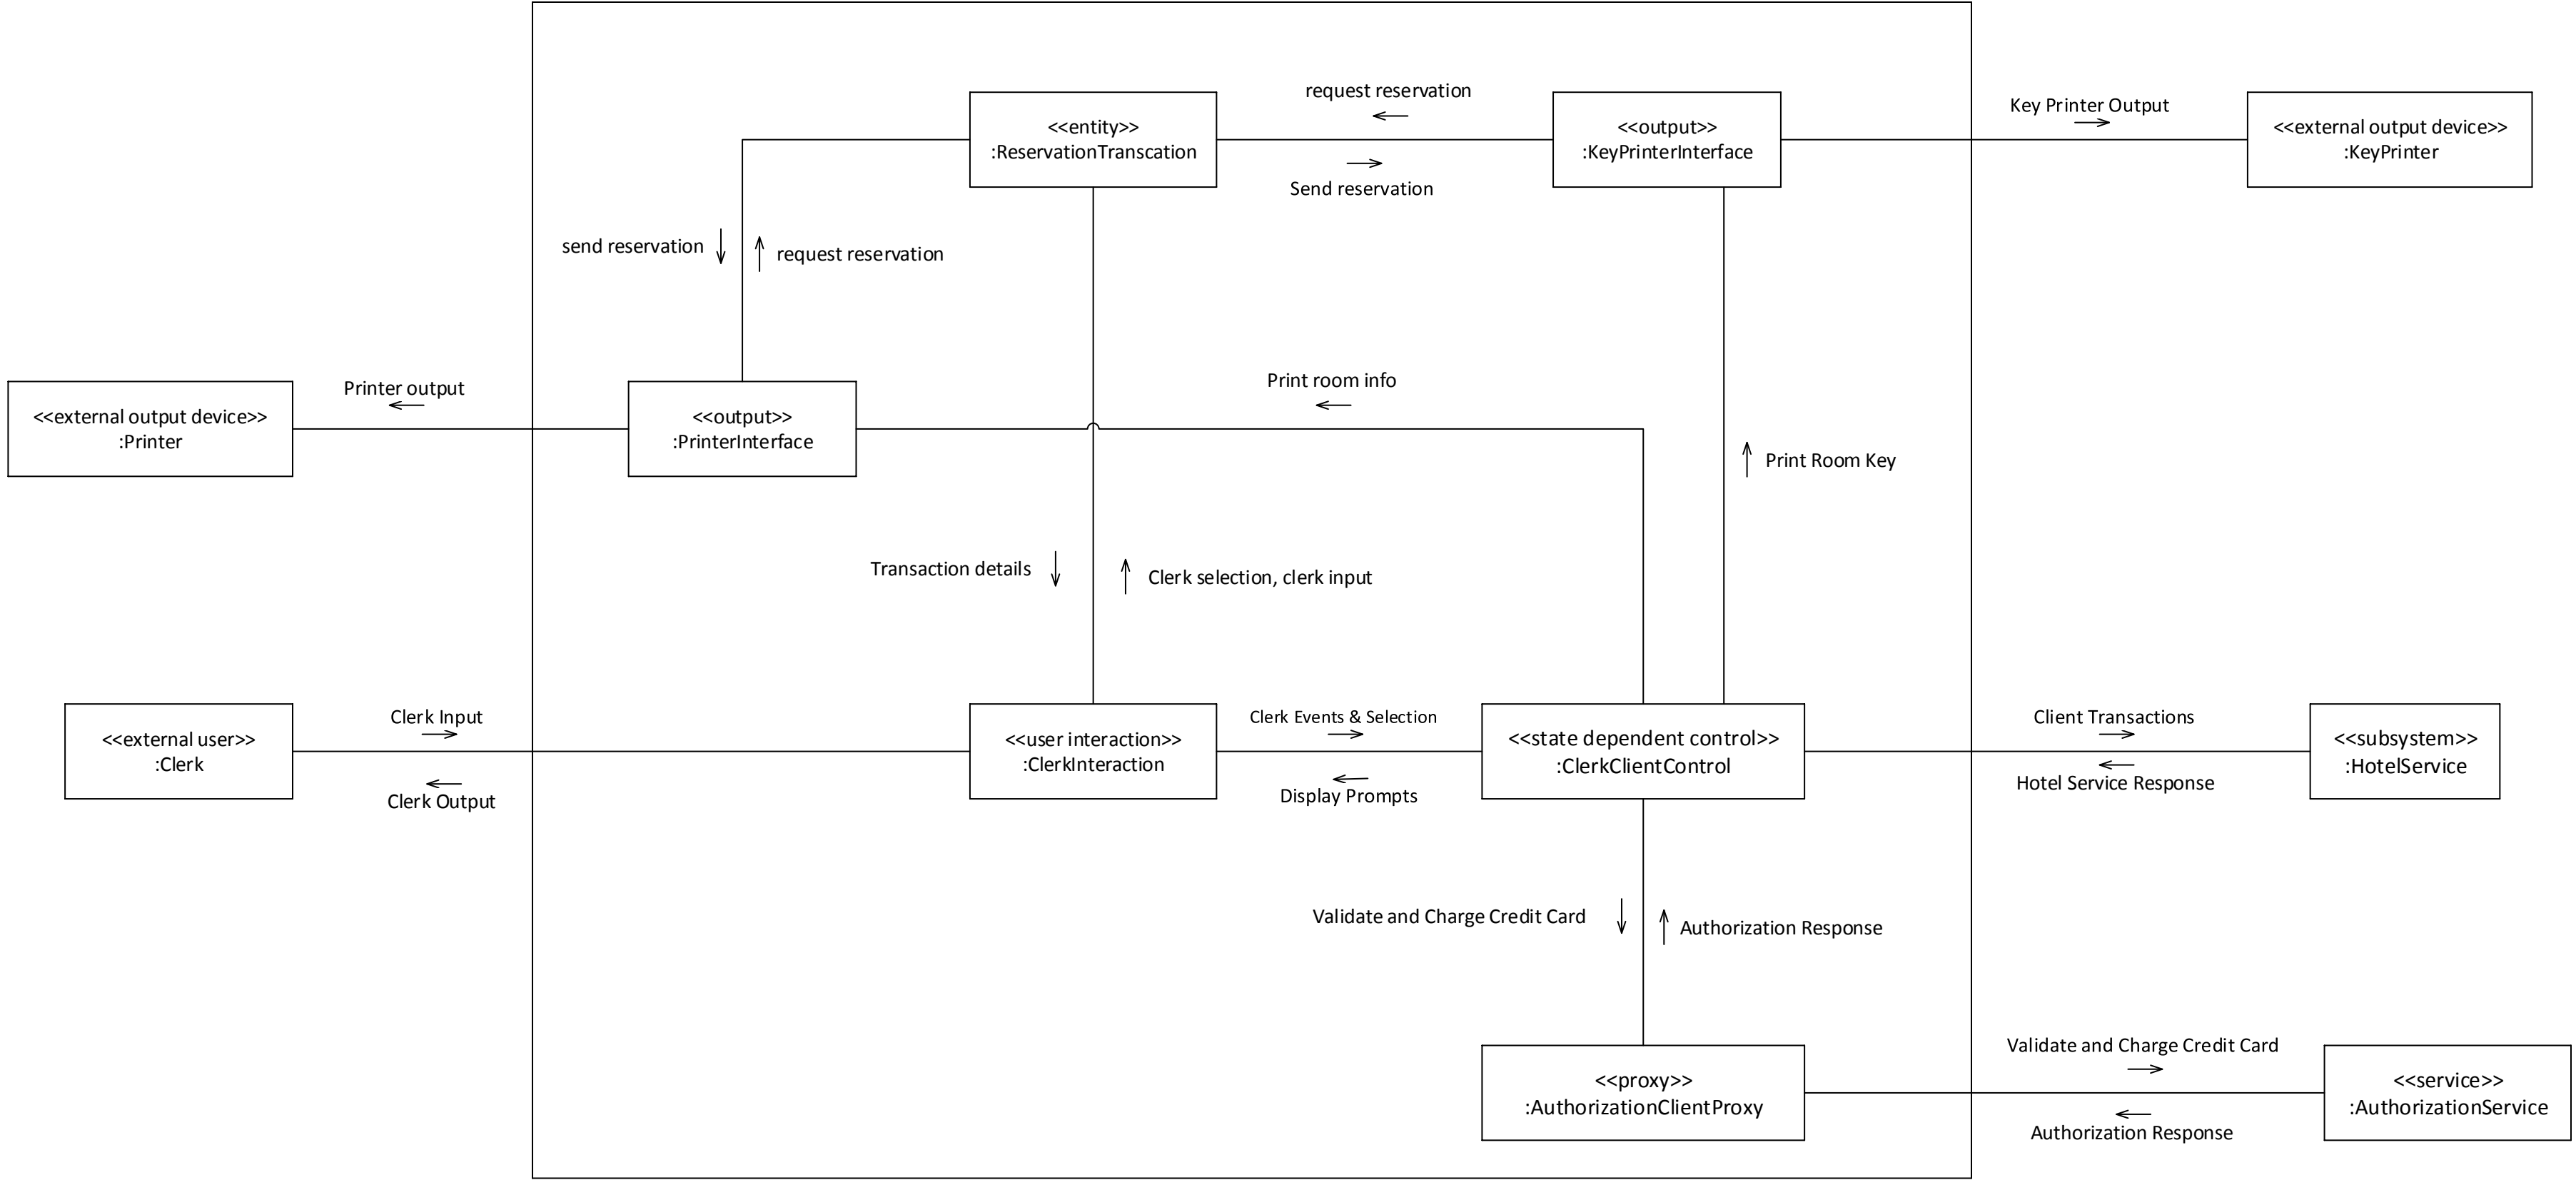 request reservation
Key Printer Output
<<entity>>
:ReservationTranscation
<<output>>
:KeyPrinterInterface
<<external output device>>
:KeyPrinter
Send reservation
send reservation
request reservation
Printer output
Print room info
<<external output device>>
:Printer
<<output>>
:PrinterInterface
Print Room Key
Transaction details
Clerk selection, clerk input
Clerk Input
Clerk Events & Selection
Client Transactions
<<external user>>
:Clerk
<<user interaction>>
:ClerkInteraction
<<state dependent control>>
:ClerkClientControl
<<subsystem>>
:HotelService
Clerk Output
Display Prompts
Hotel Service Response
Validate and Charge Credit Card
Authorization Response
Validate and Charge Credit Card
<<proxy>>
:AuthorizationClientProxy
<<service>>
:AuthorizationService
Authorization Response